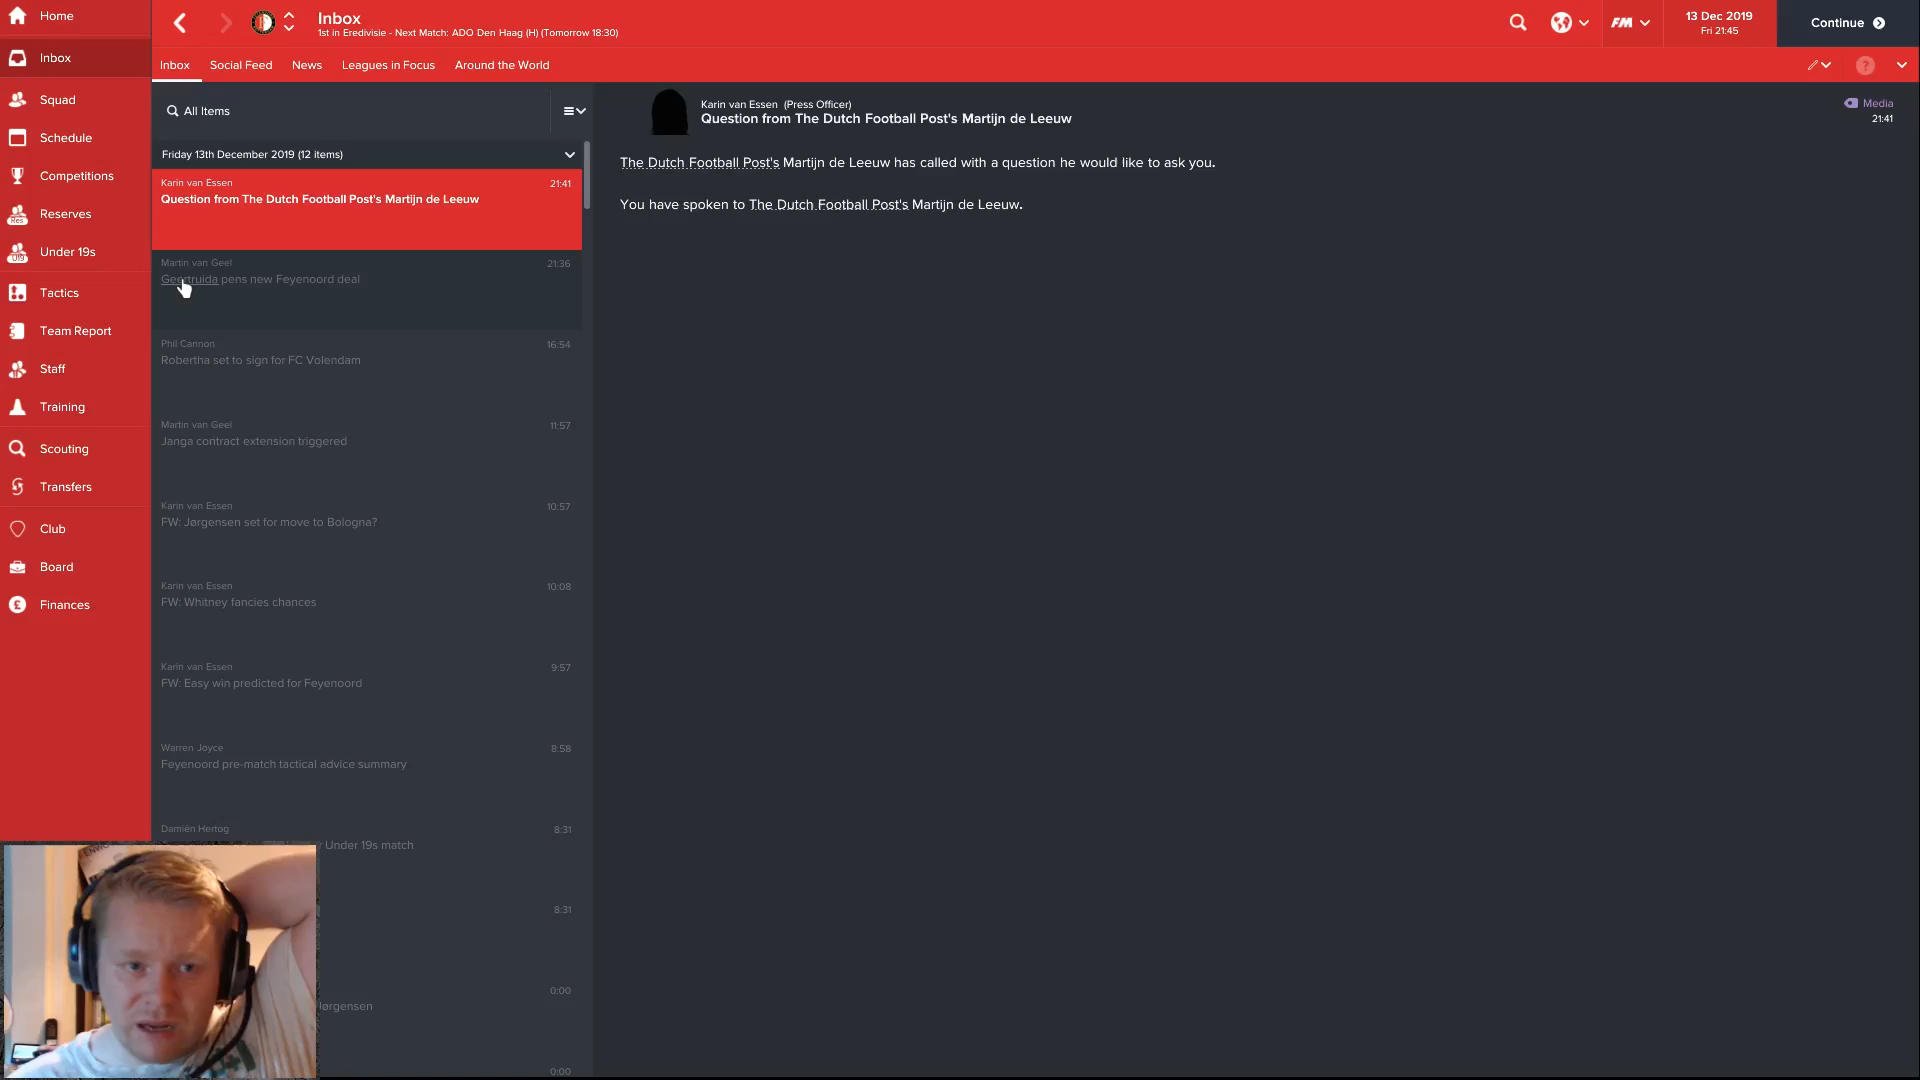 Home
Inbox
Squad
Schedule
Competitions
Reserves
Under 19s
Tactics
Team Report
Staff
Training
Scouting
Transfers
Club
Board
Finances
Inbox
1st in Eredivisie - Next Match: ADO Den Haag (H) (Tomorrow 18:30)
FM
13 Dec 2019
Fri 21:45
Continue
Inbox
Social Feed
News
Leagues in Focus
Around the World
All Items
Friday 13th December 2019 (12 items)
Karin van Essen 21:41
Question from The Dutch Football Post's Martijn de Leeuw
Martin van Geel 21:36
Geertruida pens new Feyenoord deal
Phil Cannon 16:54
Robertha set to sign for FC Volendam
Martin van Geel 11:57
Janga contract extension triggered
Karin van Essen 10:57
FW: Jørgensen set for move to Bologna?
Karin van Essen 10:08
FW: Whitney fancies chances
Karin van Essen 9:57
FW: Easy win predicted for Feyenoord
Warren Joyce 8:58
Feyenoord pre-match tactical advice summary
Damiën Hertog 8:31
Under 19s match
8:31
0:00
Jørgensen
0:00
Karin van Essen (Press Officer)
Question from The Dutch Football Post's Martijn de Leeuw
Media
21:41
The Dutch Football Post's Martijn de Leeuw has called with a question he would like to ask you.
You have spoken to The Dutch Football Post's Martijn de Leeuw.